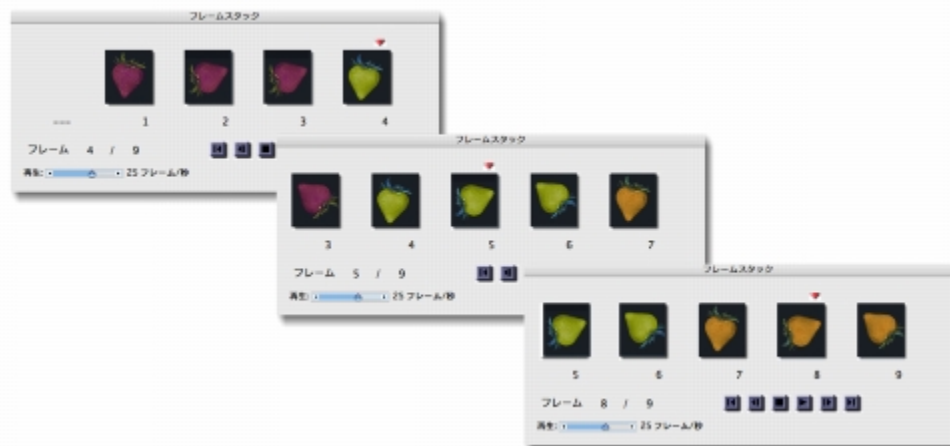 フレームスタック
--- 1 2 3 4
フレーム 4 / 9
再生: 25 フレーム/秒
フレームスタック
3 4 5 6 7
フレーム 5 / 9
再生: 25 フレーム/秒
フレームスタック
5 6 7 8 9
フレーム 8 / 9
再生: 25 フレーム/秒